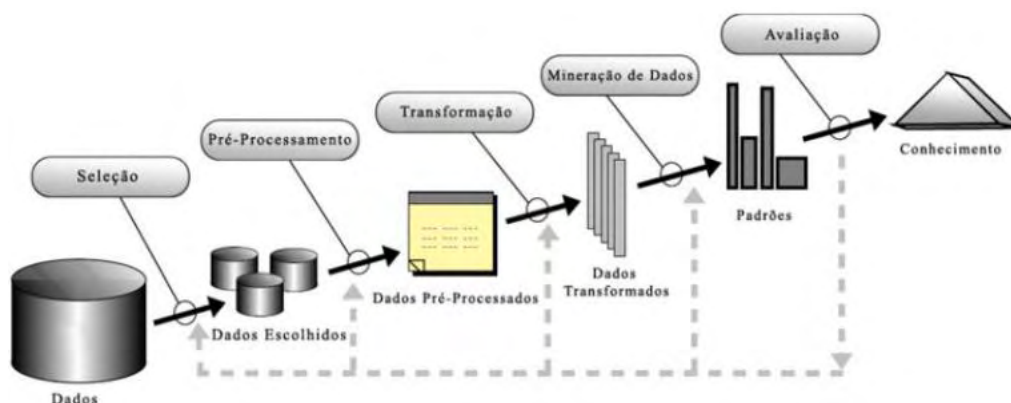 Avaliação
Mineração de Dados
Transformação
Pré-Processamento
Seleção
Conhecimento
Padrões
Dados
Transformados
Dados Pré-Processados
Dados Escolhidos
Dados